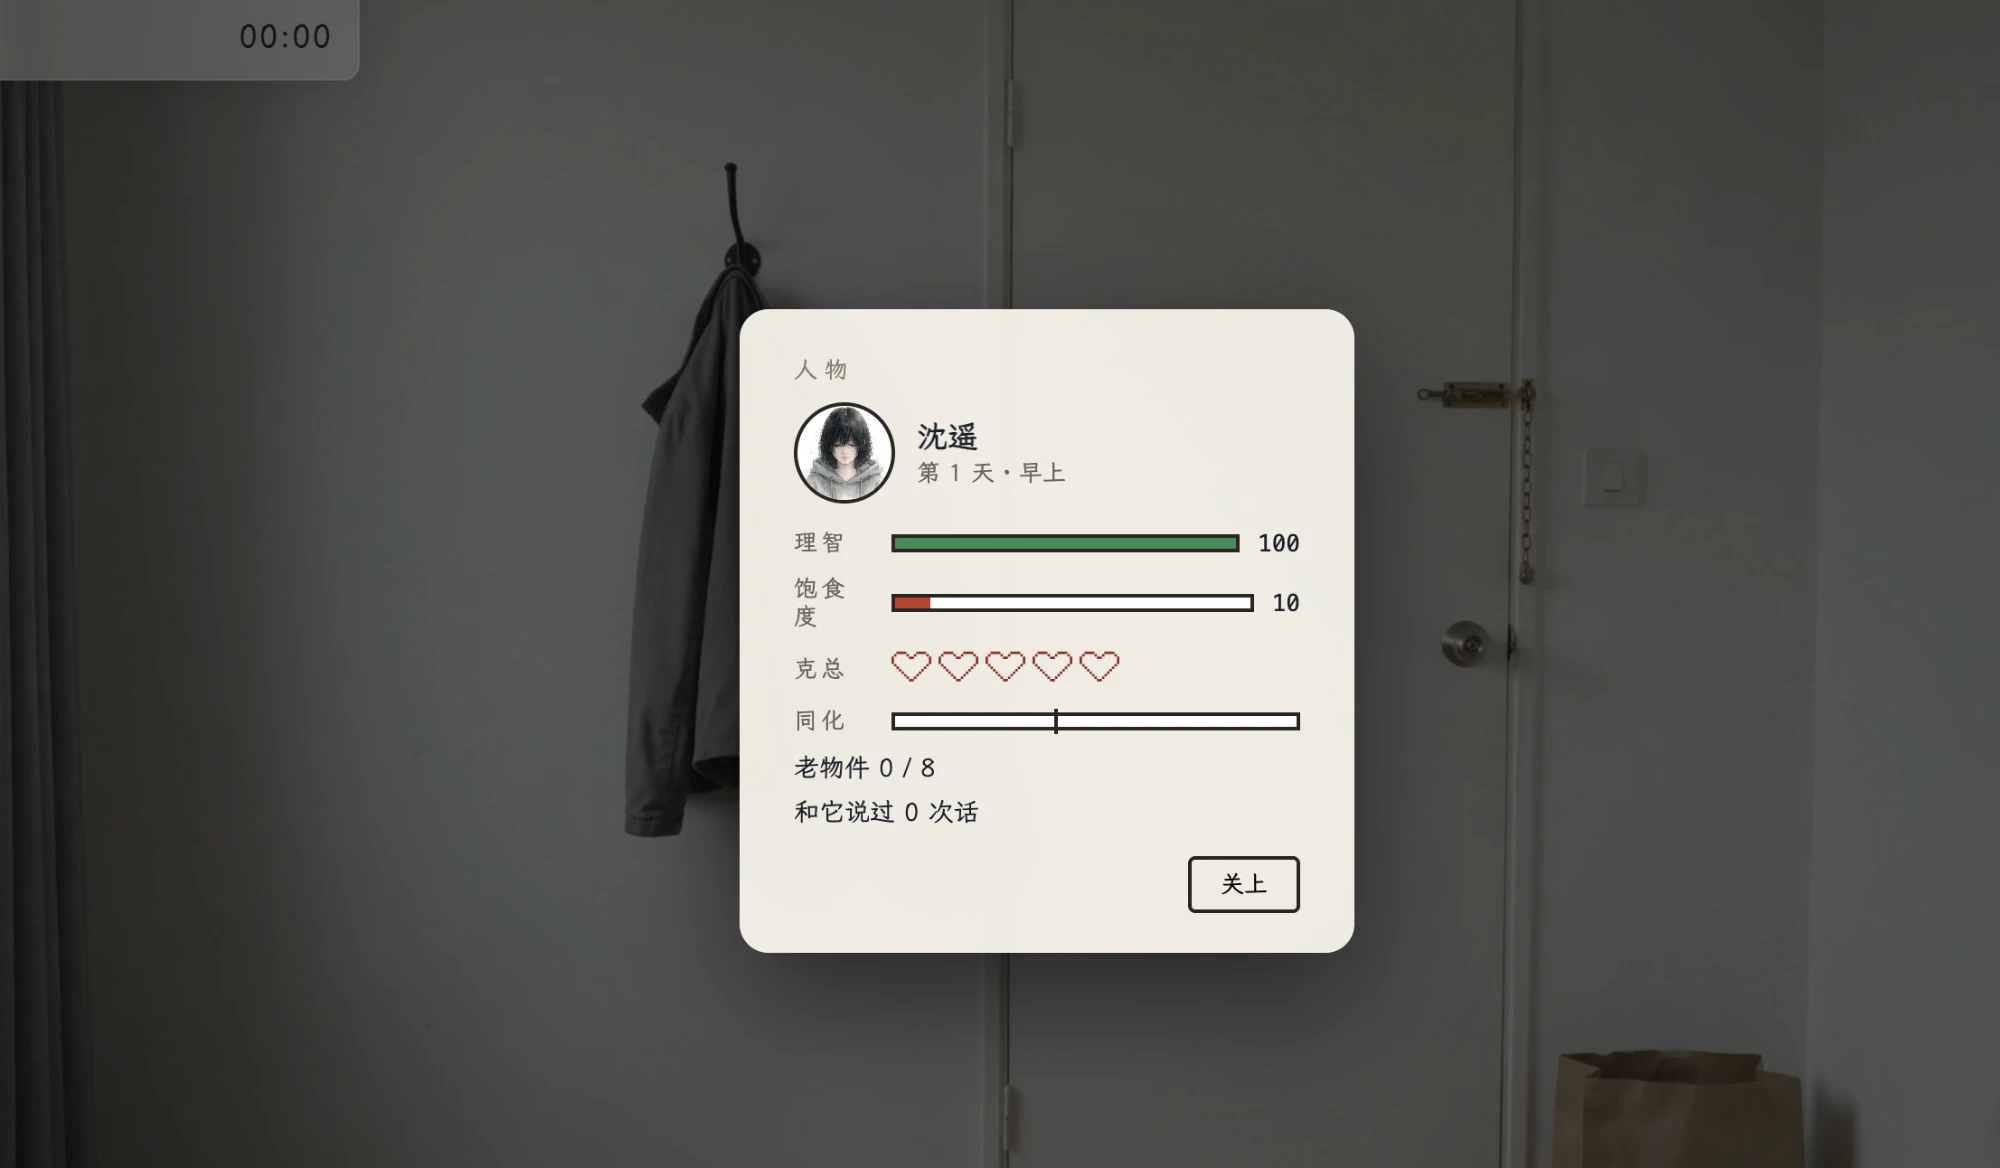 00:00
人物
沈遥
第 1 天·早上
理智 100
饱食度 10
克总
同化
老物件 0 / 8
和它说过 0 次话
关上